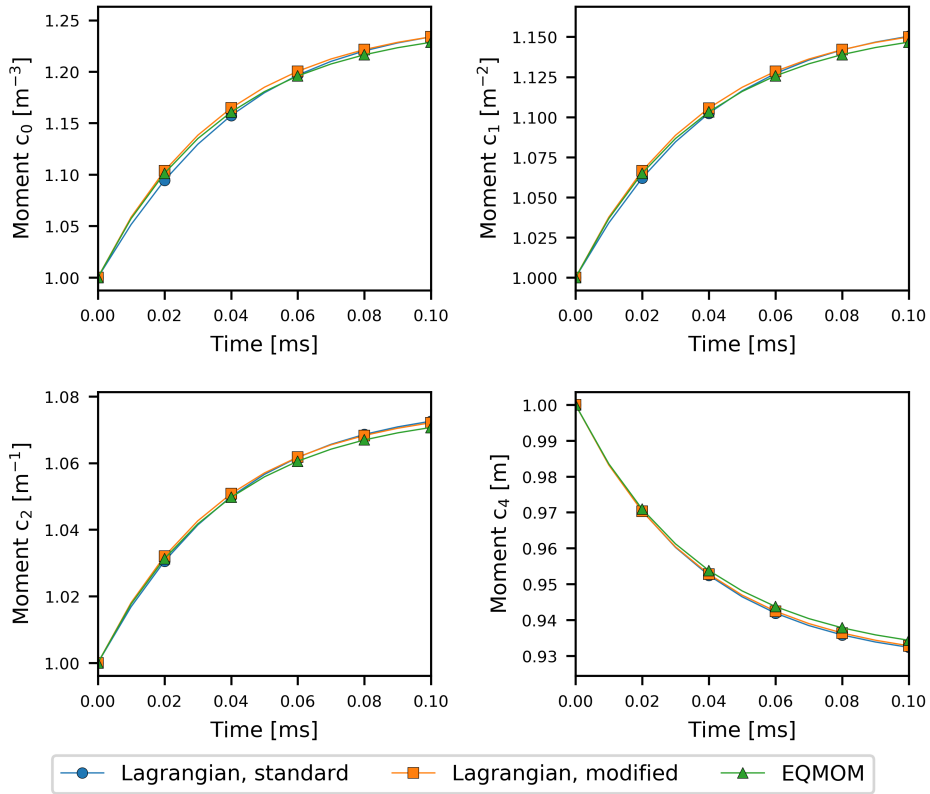 1.25
1.20
1.15
1.10
1.05
1.00
Moment c₀ [m⁻³]
0.00 0.02 0.04 0.06 0.08 0.10
Time [ms]
1.150
1.125
1.100
1.075
1.050
1.025
1.000
Moment c₁ [m⁻²]
0.00 0.02 0.04 0.06 0.08 0.10
Time [ms]
1.08
1.06
1.04
1.02
1.00
Moment c₂ [m⁻¹]
0.00 0.02 0.04 0.06 0.08 0.10
Time [ms]
1.00
0.99
0.98
0.97
0.96
0.95
0.94
0.93
Moment c₄ [m]
0.00 0.02 0.04 0.06 0.08 0.10
Time [ms]
Lagrangian, standard Lagrangian, modified EQMOM